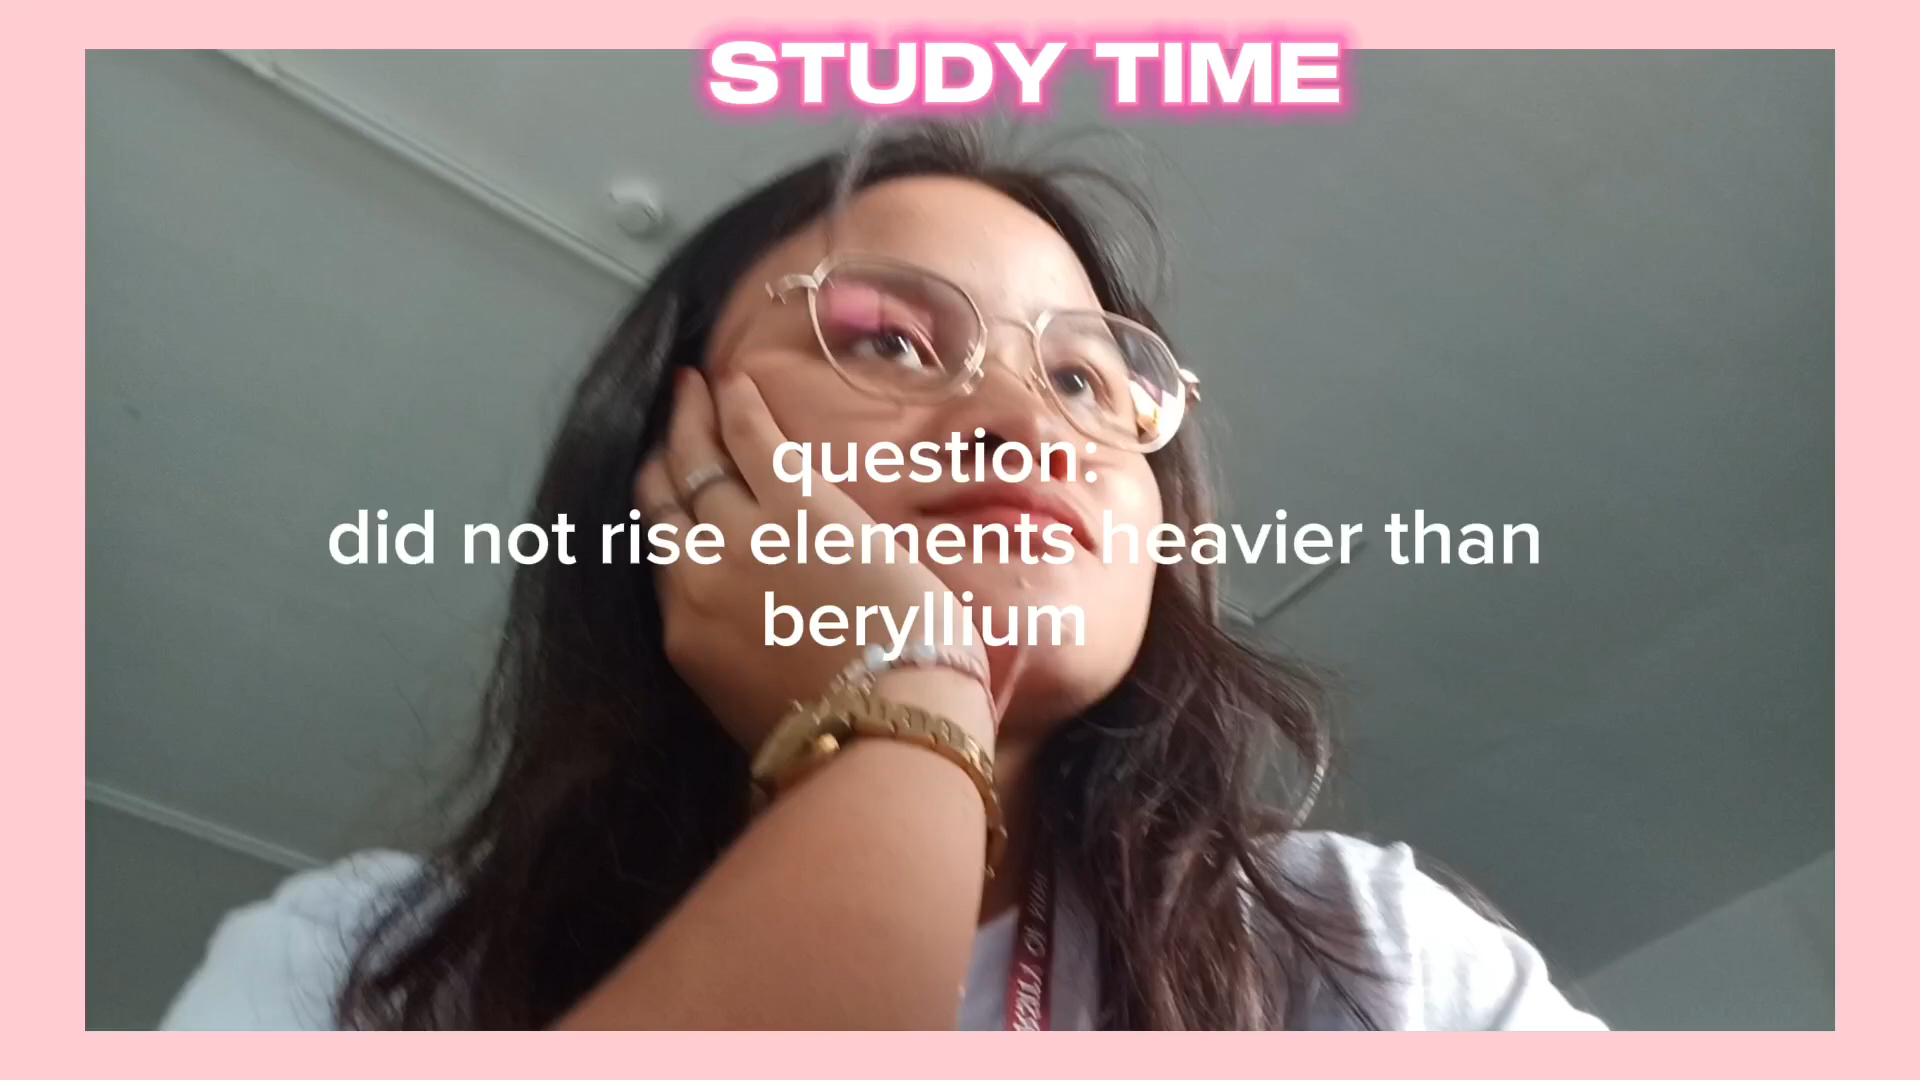 STUDY TIME
question:
did not rise elements heavier than
beryllium